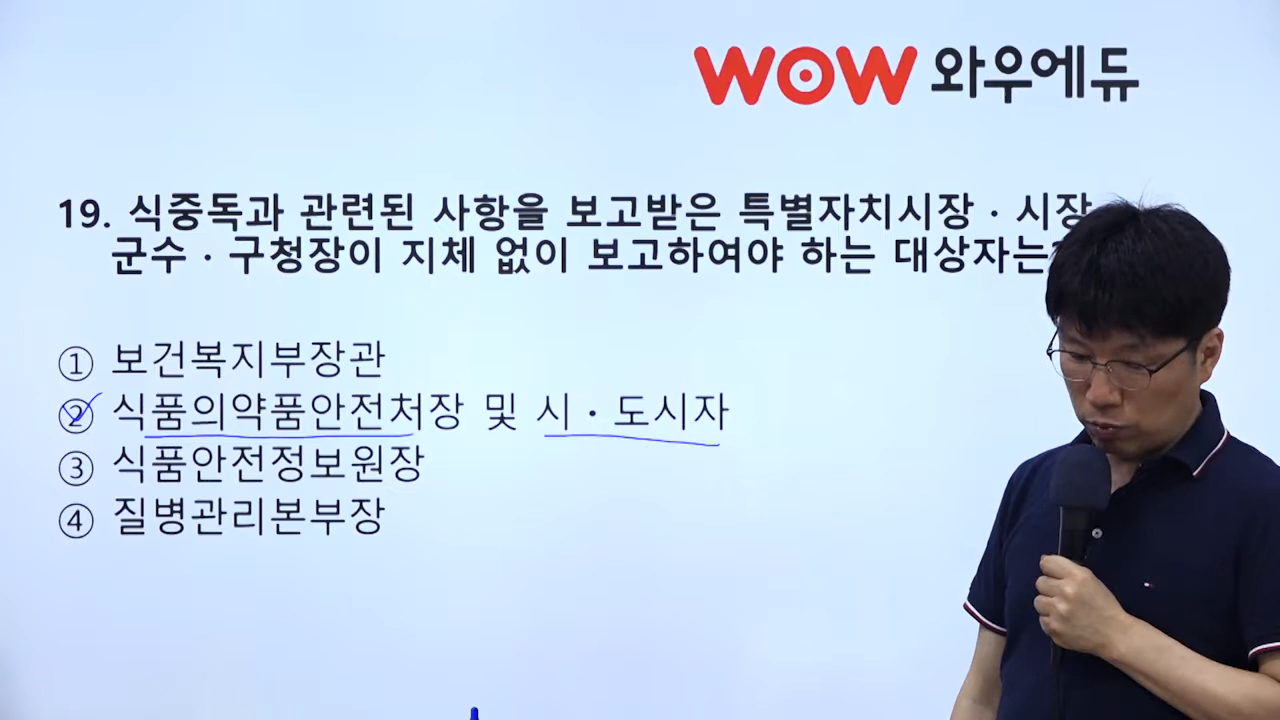 WOW 와우에듀
19. 식중독과 관련된 사항을 보고받은 특별자치시장 · 시장
군수 · 구청장이 지체 없이 보고하여야 하는 대상자는?
① 보건복지부장관
② 식품의약품안전처장 및 시 · 도시자
③ 식품안전정보원장
④ 질병관리본부장